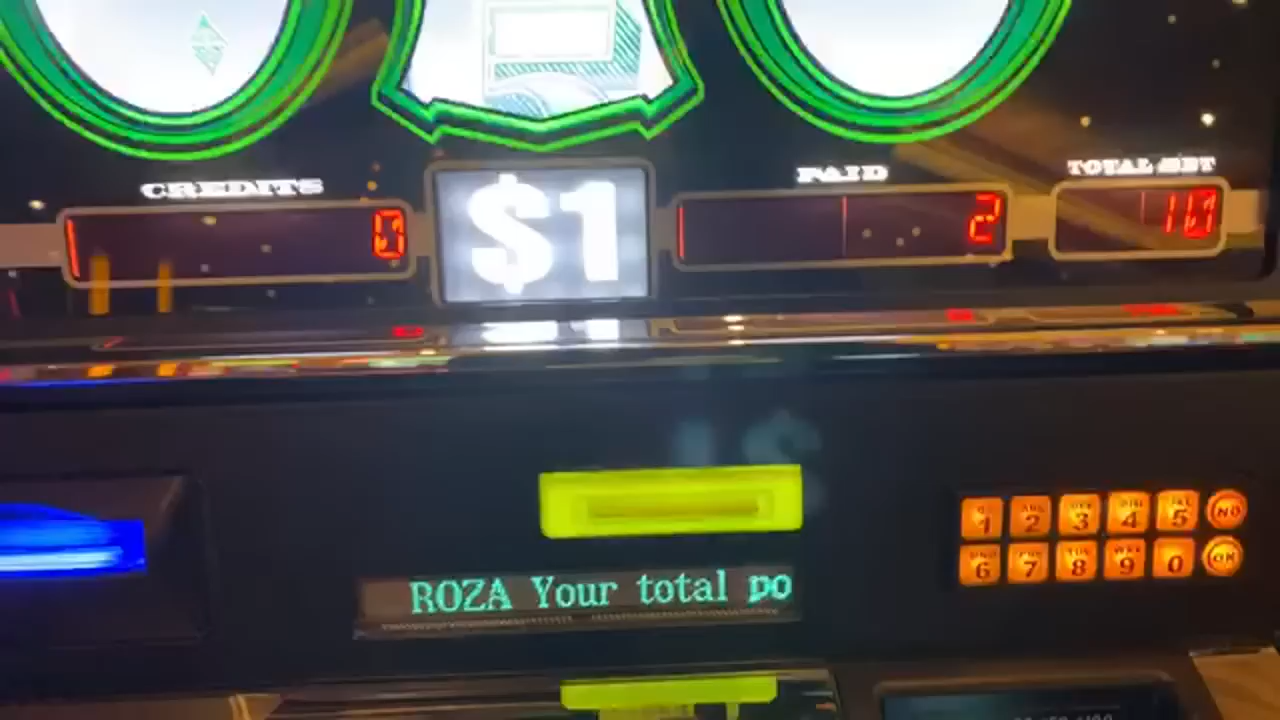 CREDITS
0
$1
PAID
2
TOTAL BET
10
ROZA Your total po
1 2 3 4 5 NO
6 7 8 9 0 OK